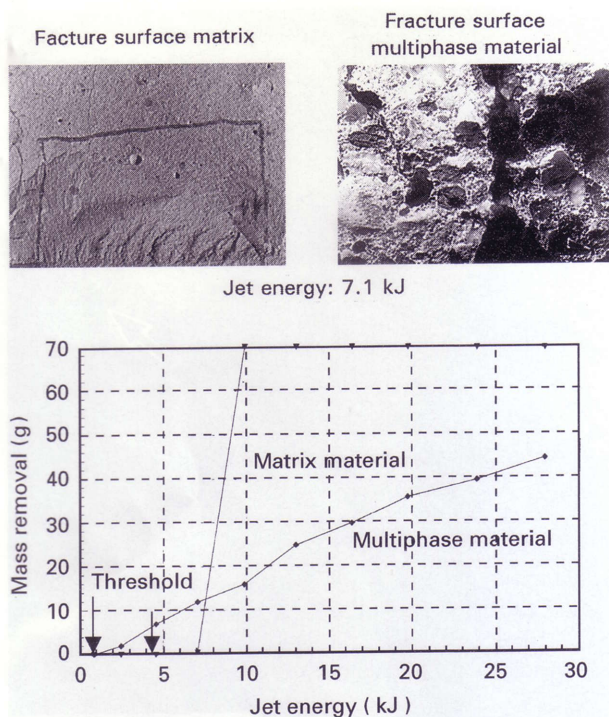 Facture surface matrix
Fracture surface
multiphase material
Jet energy: 7.1 kJ
70
60
50
40
30
20
10
0
Mass removal (g)
Matrix material
Multiphase material
Threshold
0 5 10 15 20 25 30
Jet energy ( kJ )